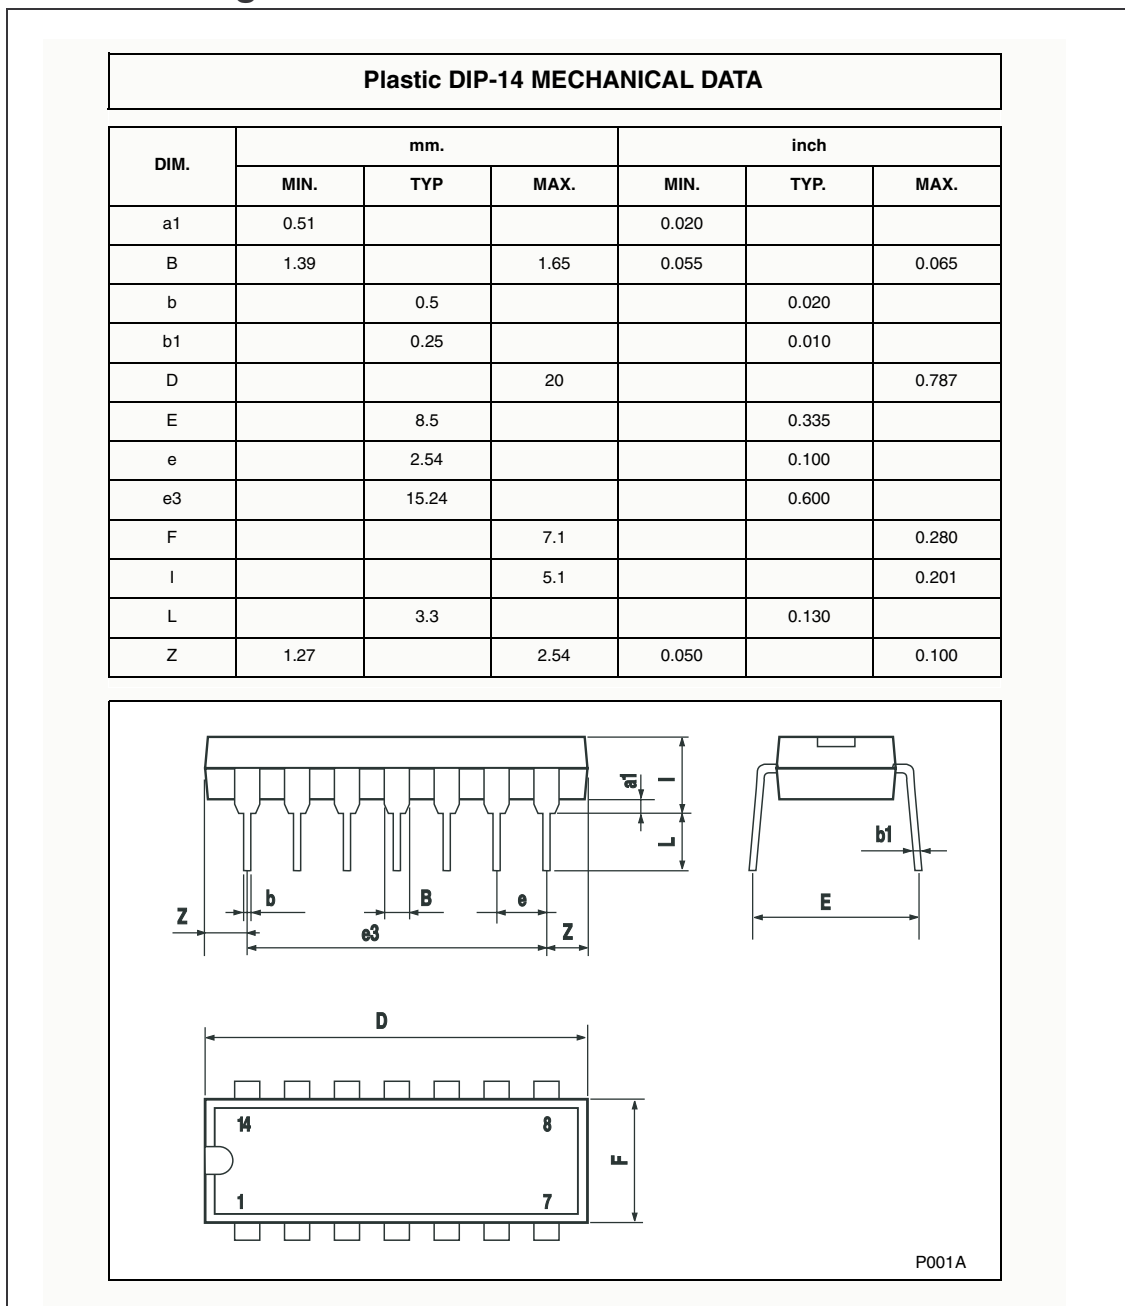 Plastic DIP-14 MECHANICAL DATA
DIM. mm. inch
MIN. TYP MAX. MIN. TYP. MAX.
a1 0.51 0.020
B 1.39 1.65 0.055 0.065
b 0.5 0.020
b1 0.25 0.010
D 20 0.787
E 8.5 0.335
e 2.54 0.100
e3 15.24 0.600
F 7.1 0.280
I 5.1 0.201
L 3.3 0.130
Z 1.27 2.54 0.050 0.100
a1 I
L
b1
b B e
Z E
e3 Z
D
14 8
F
1 7
P001A